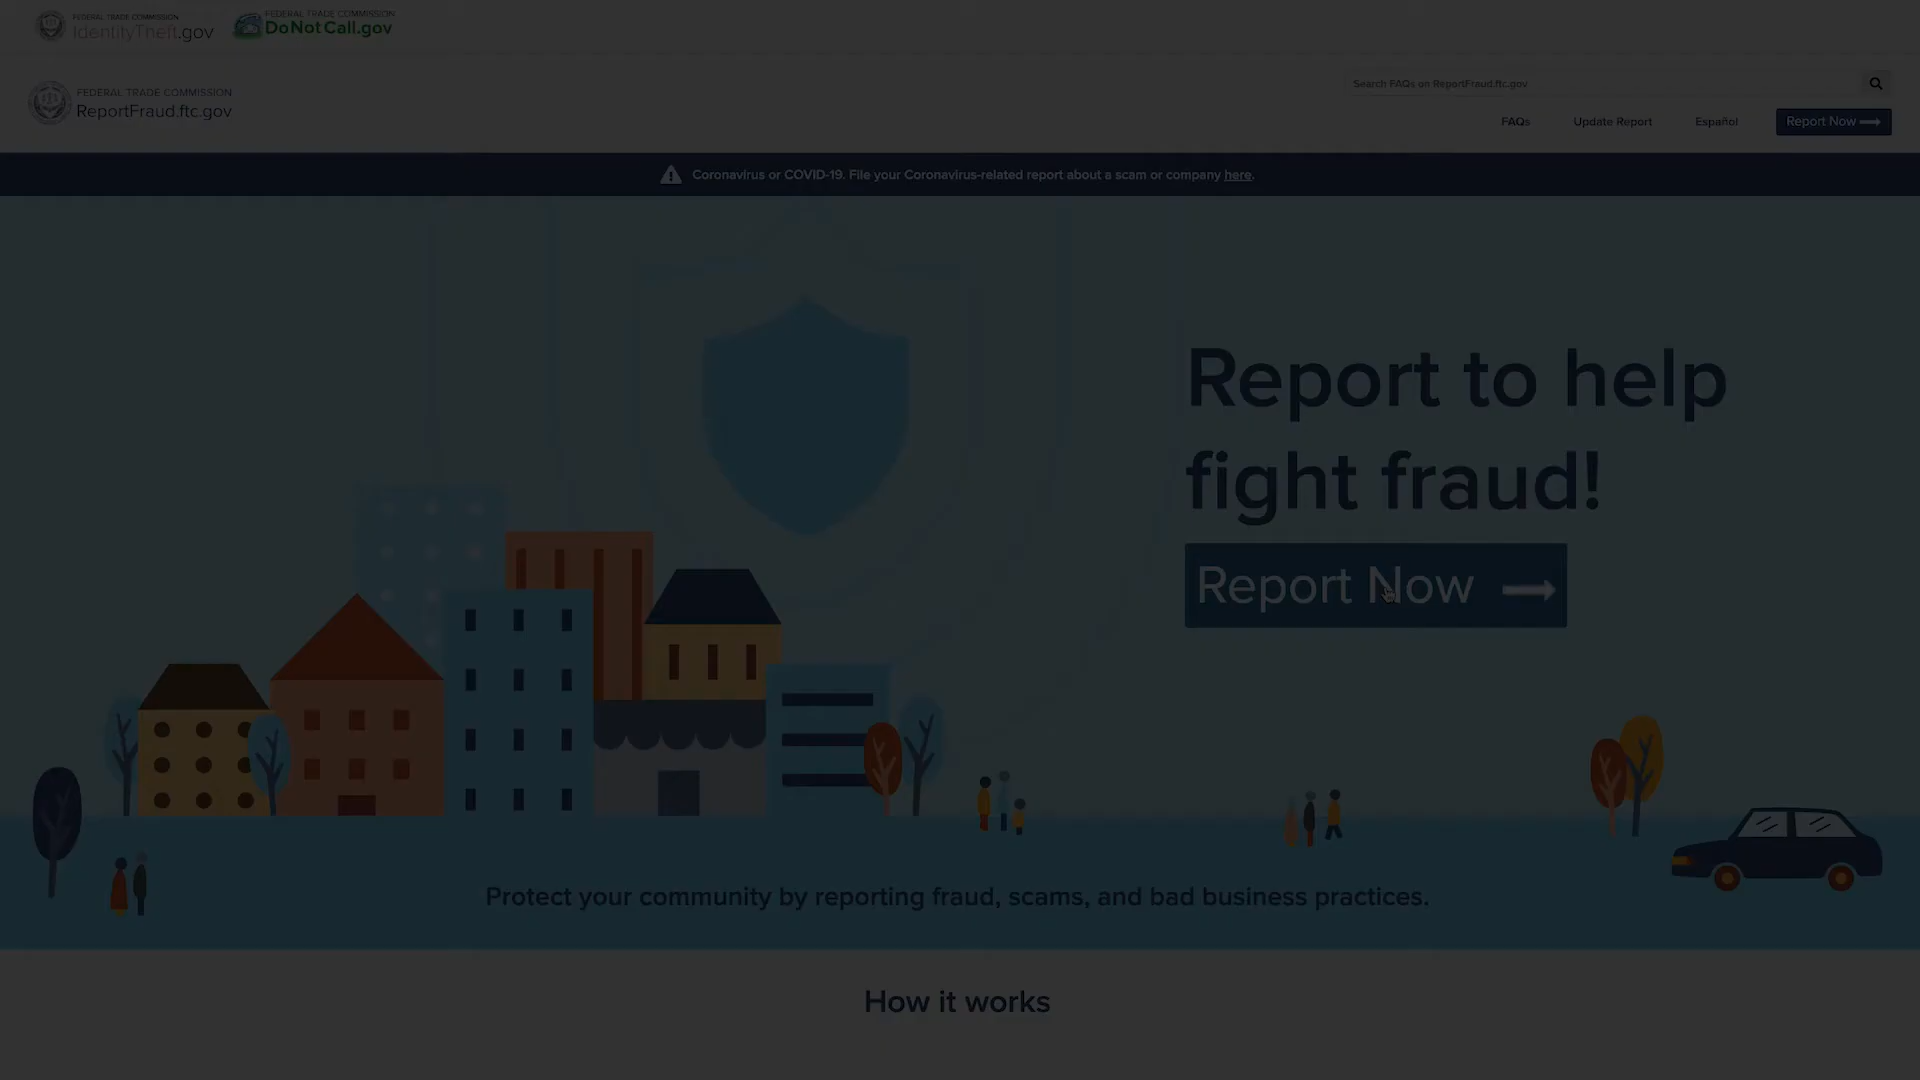 FEDERAL TRADE COMMISSION
IdentityTheft.gov
FEDERAL TRADE COMMISSION
DoNotCall.gov
FEDERAL TRADE COMMISSION
ReportFraud.ftc.gov
Search FAQs on ReportFraud.ftc.gov
FAQs
Update Report
Español
Report Now
Coronavirus or COVID-19. File your Coronavirus-related report about a scam or company here.
Report to help
fight fraud!
Report Now
Protect your community by reporting fraud, scams, and bad business practices.
How it works